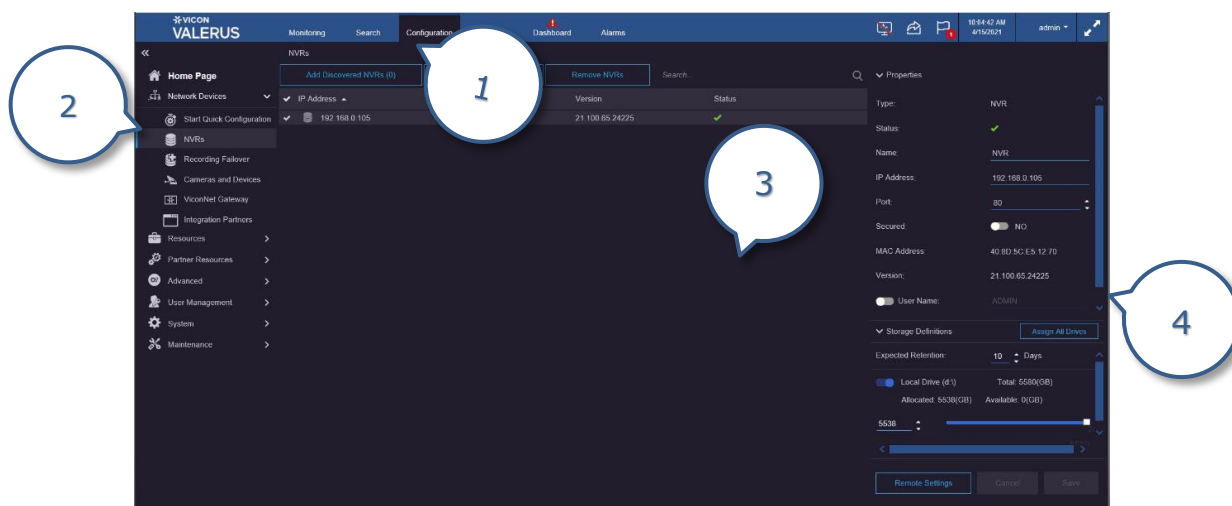 VICON
VALERUS
Monitoring Search Configuration Dashboard Alarms
10:04:42 AM
4/15/2021
admin
1
NVRs
Home Page
Add Discovered NVRs (0) Remove NVRs Search..
Properties
Network Devices
IP Address Version Status
Type: NVR
Start Quick Configuration
192.168.0.105 21.100.65.24225
Status:
NVRs
Name: NVR
Recording Failover
Cameras and Devices
IP Address: 192.168.0.105
ViconNet Gateway
Port: 80
Integration Partners
Secured: NO
Resources
MAC Address: 40:8D:5C:E5:12:70
Partner Resources
Version: 21.100.65.24225
Advanced
User Management
User Name: ADMIN
System
Storage Definitions Assign All Drives
Maintenance
Expected Retention: 10 Days
Local Drive (d:\) Total: 5580(GB)
Allocated: 5538(GB) Available: 0(GB)
5538
Remote Settings Cancel Save
1
2
3
4